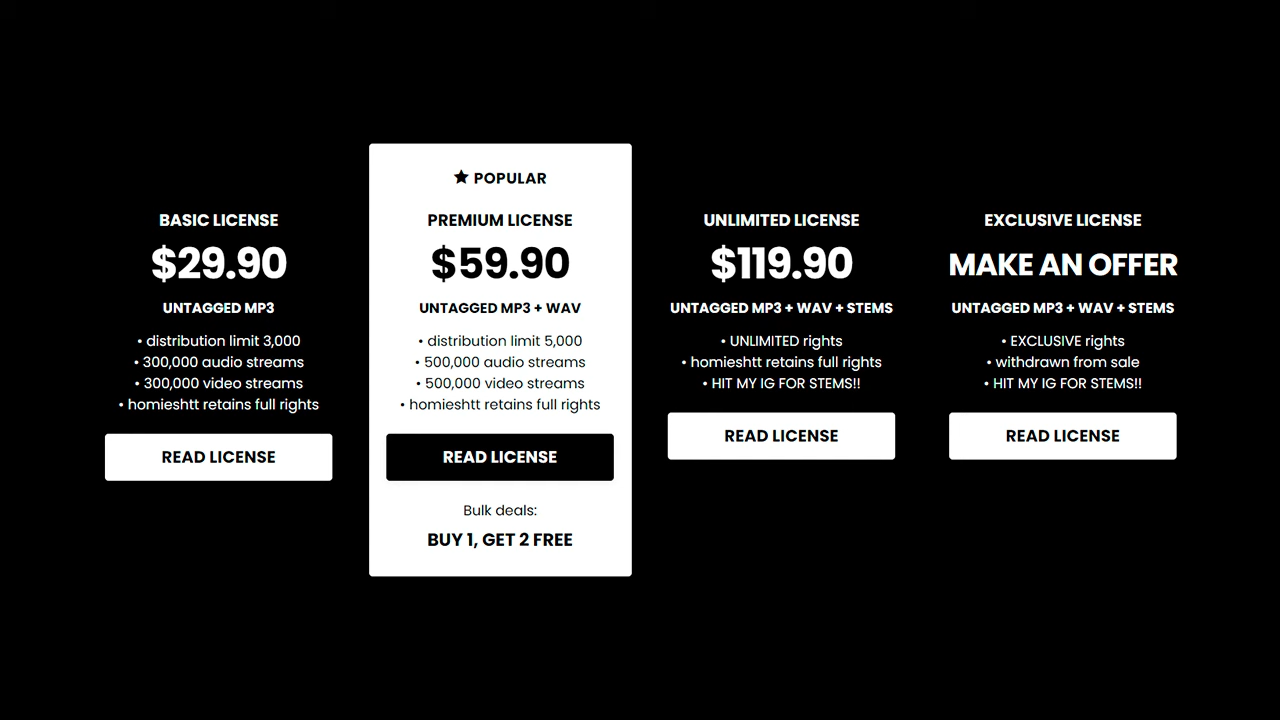 BASIC LICENSE
$29.90
UNTAGGED MP3
• distribution limit 3,000
• 300,000 audio streams
• 300,000 video streams
• homieshtt retains full rights
READ LICENSE
★ POPULAR
PREMIUM LICENSE
$59.90
UNTAGGED MP3 + WAV
• distribution limit 5,000
• 500,000 audio streams
• 500,000 video streams
• homieshtt retains full rights
READ LICENSE
Bulk deals:
BUY 1, GET 2 FREE
UNLIMITED LICENSE
$119.90
UNTAGGED MP3 + WAV + STEMS
• UNLIMITED rights
• homieshtt retains full rights
• HIT MY IG FOR STEMS!!
READ LICENSE
EXCLUSIVE LICENSE
MAKE AN OFFER
UNTAGGED MP3 + WAV + STEMS
• EXCLUSIVE rights
• withdrawn from sale
• HIT MY IG FOR STEMS!!
READ LICENSE